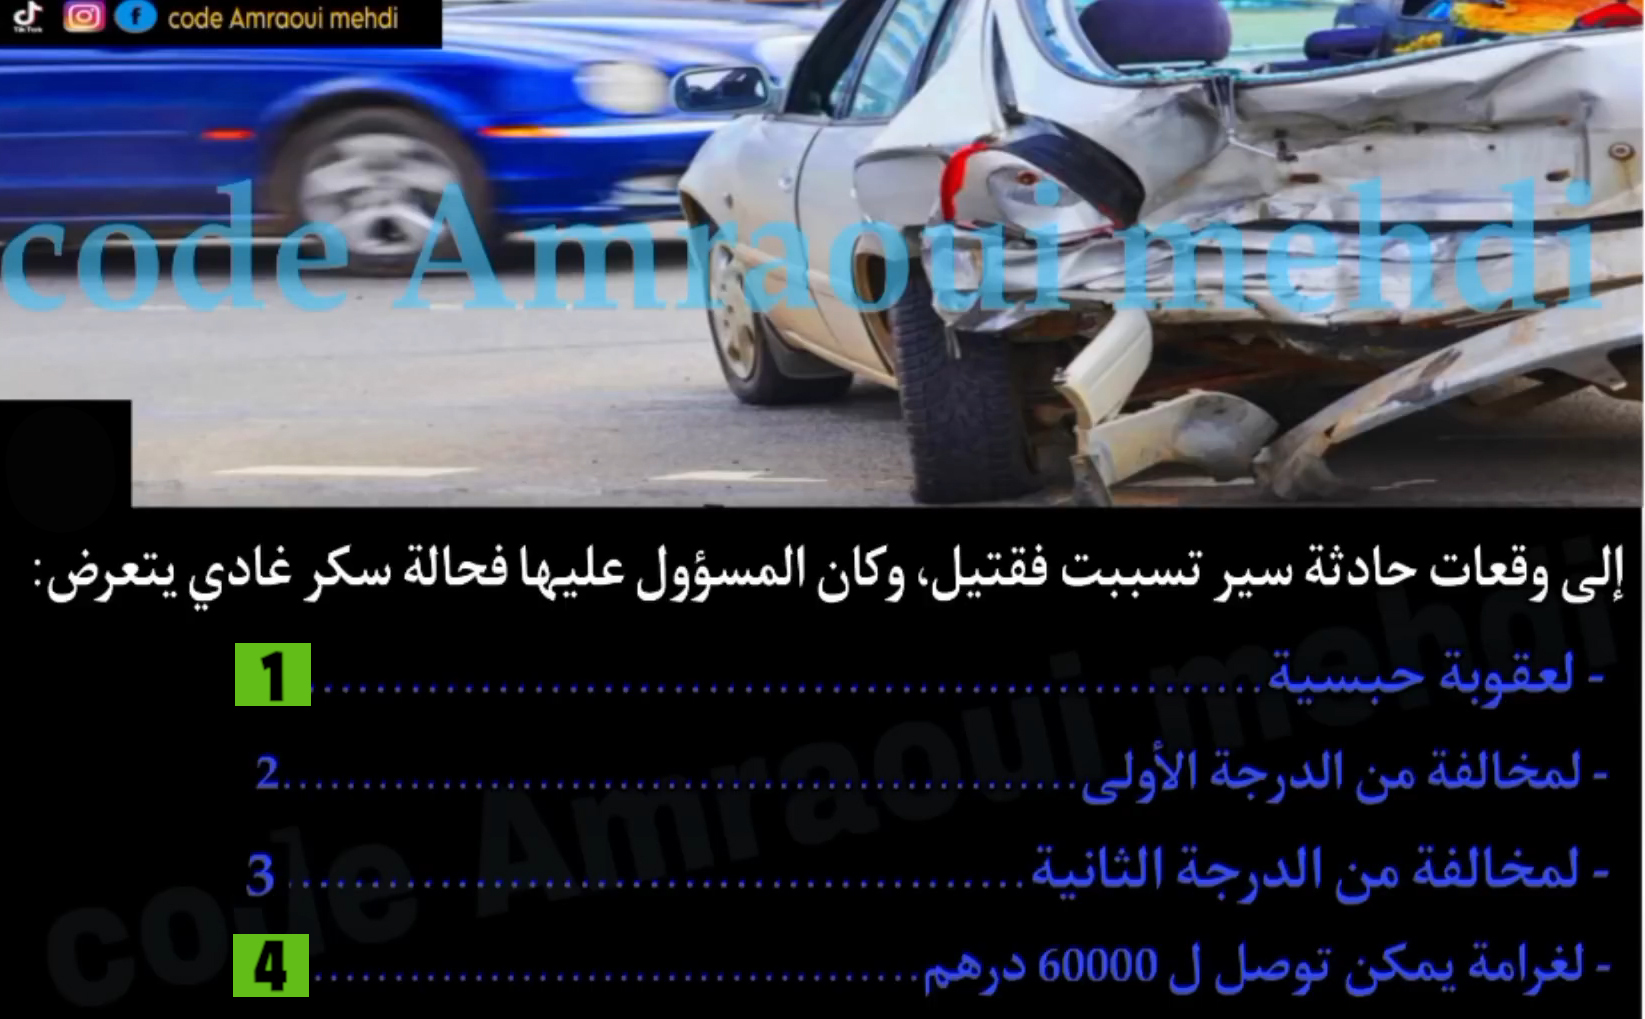 code Amraoui mehdi
code Amraoui mehdi
إلى وقعات حادثة سير تسببت فقتيل، وكان المسؤول عليها فحالة سكر غادي يتعرض:
- لعقوبة حبسية............................................................1
- لمخالفة من الدرجة الأولى..................................................2
- لمخالفة من الدرجة الثانية..................................................3
- لغرامة يمكن توصل ل 60000 درهم........................................4
code Amraoui mehdi